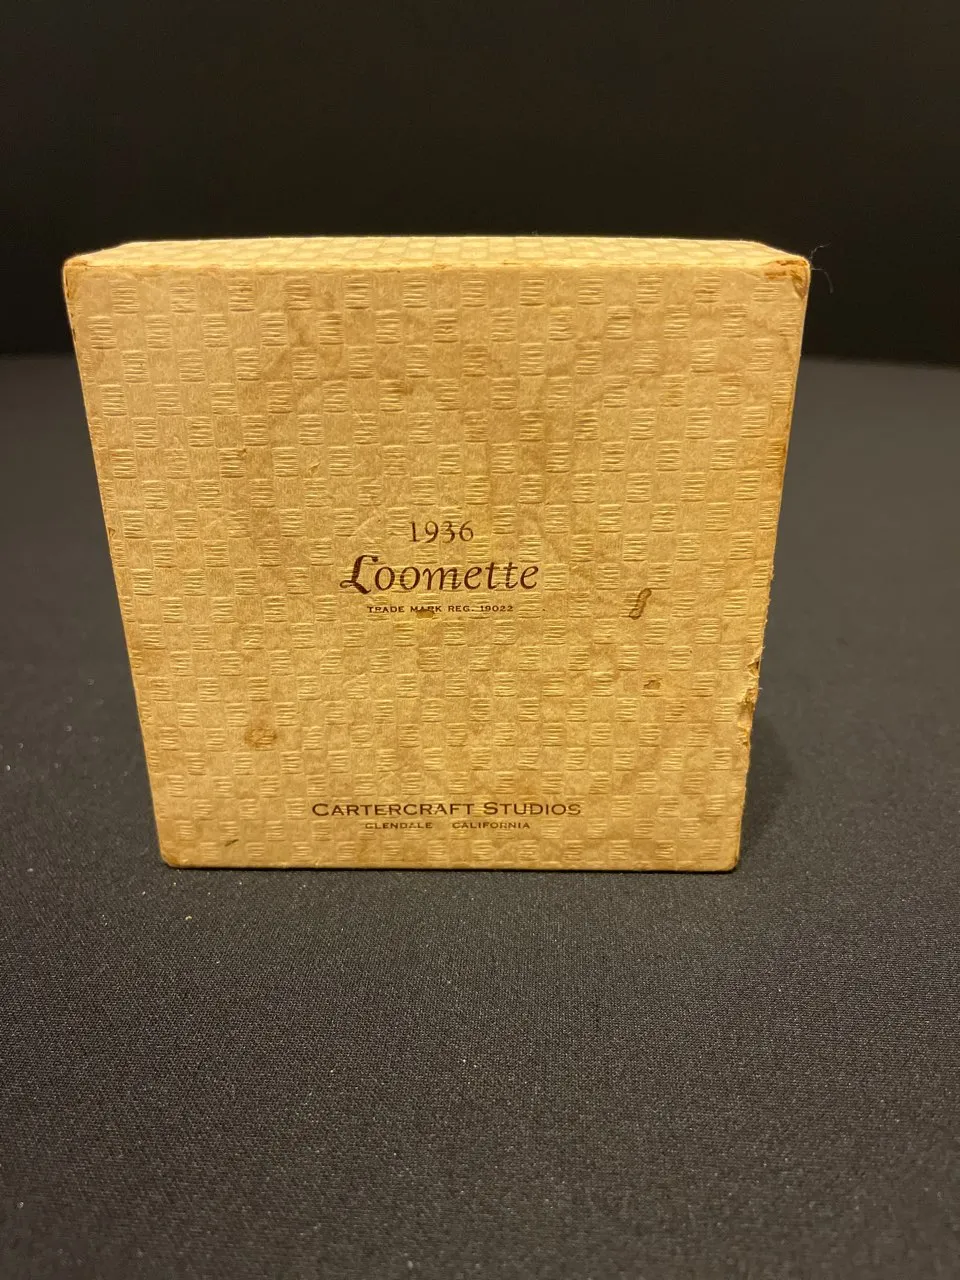 1936
Loomette
TRADE MARK REG. 19022
CARTERCRAFT STUDIOS
GLENDALE CALIFORNIA